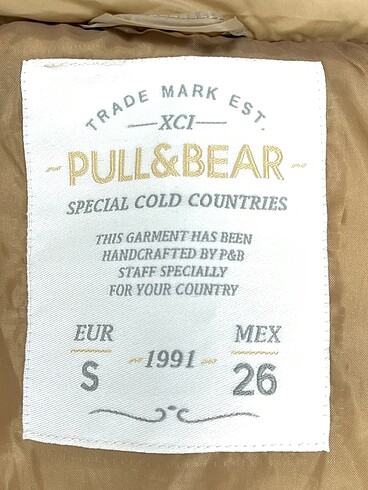 TRADE MARK EST.
XCI
PULL&BEAR
SPECIAL COLD COUNTRIES
THIS GARMENT HAS BEEN
HANDCRAFTED BY P&B
STAFF SPECIALLY
FOR YOUR COUNTRY
EUR MEX
1991
S 26